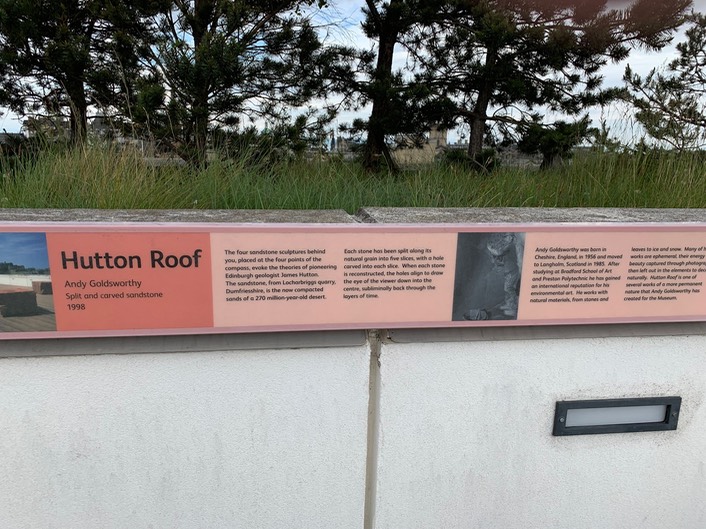 Hutton Roof
Andy Goldsworthy
Split and carved sandstone
1998
The four sandstone sculptures behind
you, placed at the four points of the
compass, evoke the theories of pioneering
Edinburgh geologist James Hutton.
The sandstone, from Locharbriggs quarry,
Dumfriesshire, is the now compacted
sands of a 270 million-year-old desert.
Each stone has been split along its
natural grain into five slices, with a hole
carved into each slice. When each stone
is reconstructed, the holes align to draw
the eye of the viewer down into the
centre, subliminally back through the
layers of time.
Andy Goldsworthy was born in
Cheshire, England, in 1956 and moved
to Langholm, Scotland in 1985. After
studying at Bradford School of Art
and Preston Polytechnic he has gained
an international reputation for his
environmental art. He works with
natural materials, from stones and
leaves to ice and snow. Many of
works are ephemeral, their
beauty captured through
then left out in the elements to
naturally. Hutton Roof is one of
several works of a more permanent
nature that Andy Goldsworthy has
created for the Museum.